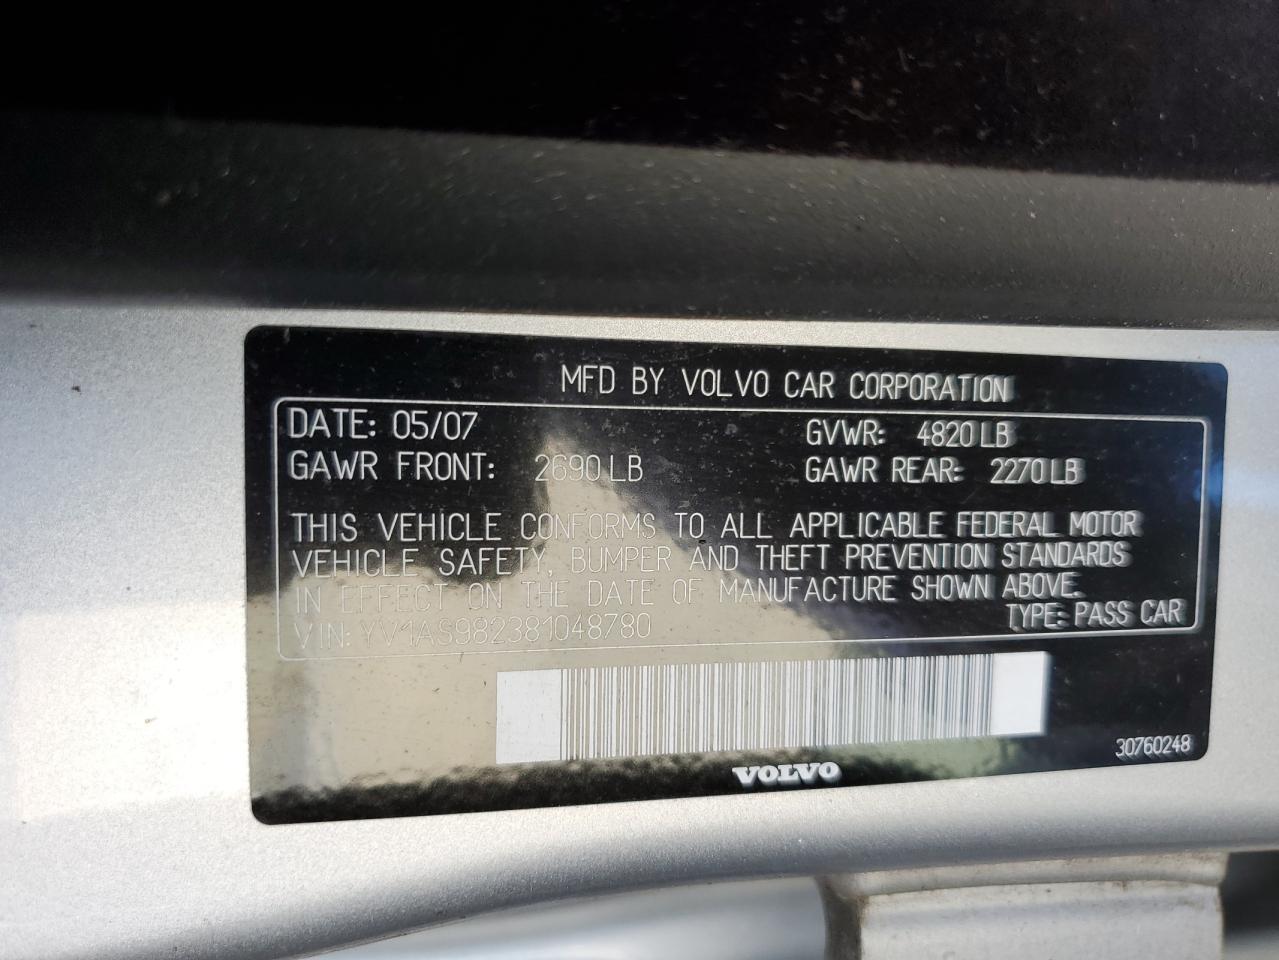 MFD BY VOLVO CAR CORPORATION
DATE: 05/07 GVWR: 4820 LB
GAWR FRONT: 2690 LB GAWR REAR: 2270 LB
THIS VEHICLE CONFORMS TO ALL APPLICABLE FEDERAL MOTOR
VEHICLE SAFETY, BUMPER AND THEFT PREVENTION STANDARDS
IN EFFECT ON THE DATE OF MANUFACTURE SHOWN ABOVE.
VIN: YV1AS982381048780 TYPE: PASS CAR
30760248
VOLVO